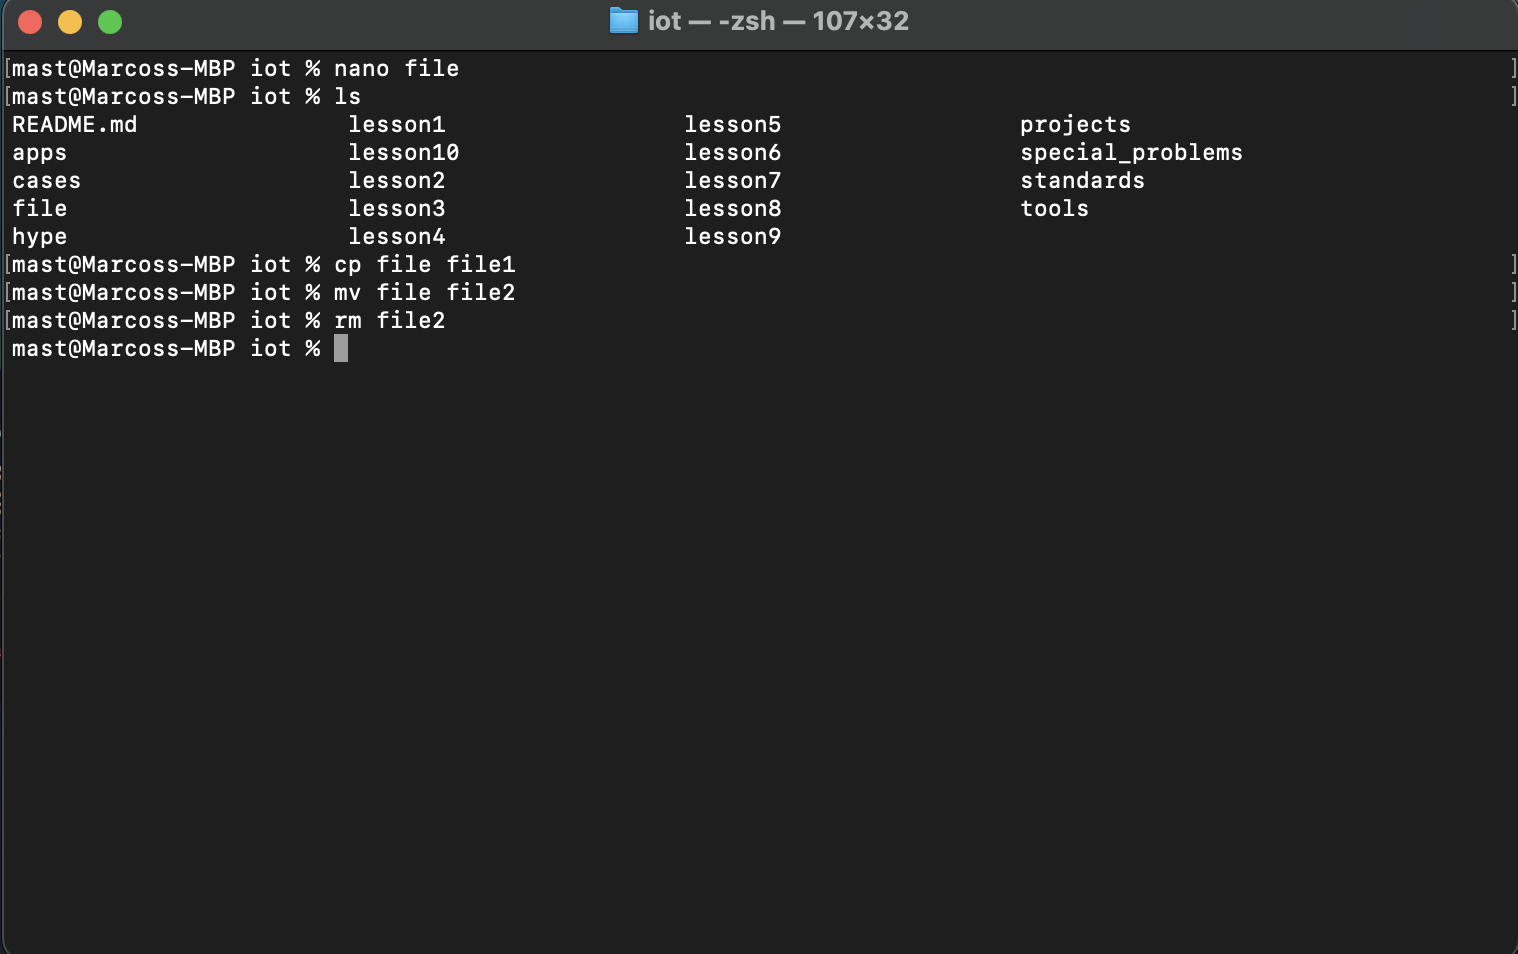 iot — -zsh — 107×32
[mast@Marcoss-MBP iot % nano file ]
[mast@Marcoss-MBP iot % ls ]
README.md lesson1 lesson5 projects
apps lesson10 lesson6 special_problems
cases lesson2 lesson7 standards
file lesson3 lesson8 tools
hype lesson4 lesson9
[mast@Marcoss-MBP iot % cp file file1 ]
[mast@Marcoss-MBP iot % mv file file2 ]
[mast@Marcoss-MBP iot % rm file2 ]
mast@Marcoss-MBP iot %